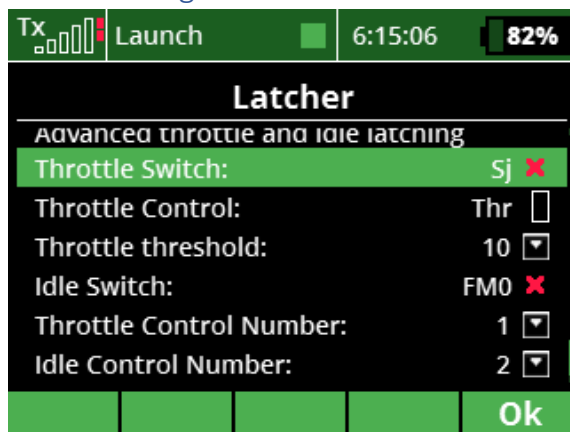 Tx Launch 6:15:06 82%
Latcher
Advanced throttle and idle latching
Throttle Switch: Sj
Throttle Control: Thr
Throttle threshold: 10
Idle Switch: FM0
Throttle Control Number: 1
Idle Control Number: 2
Ok